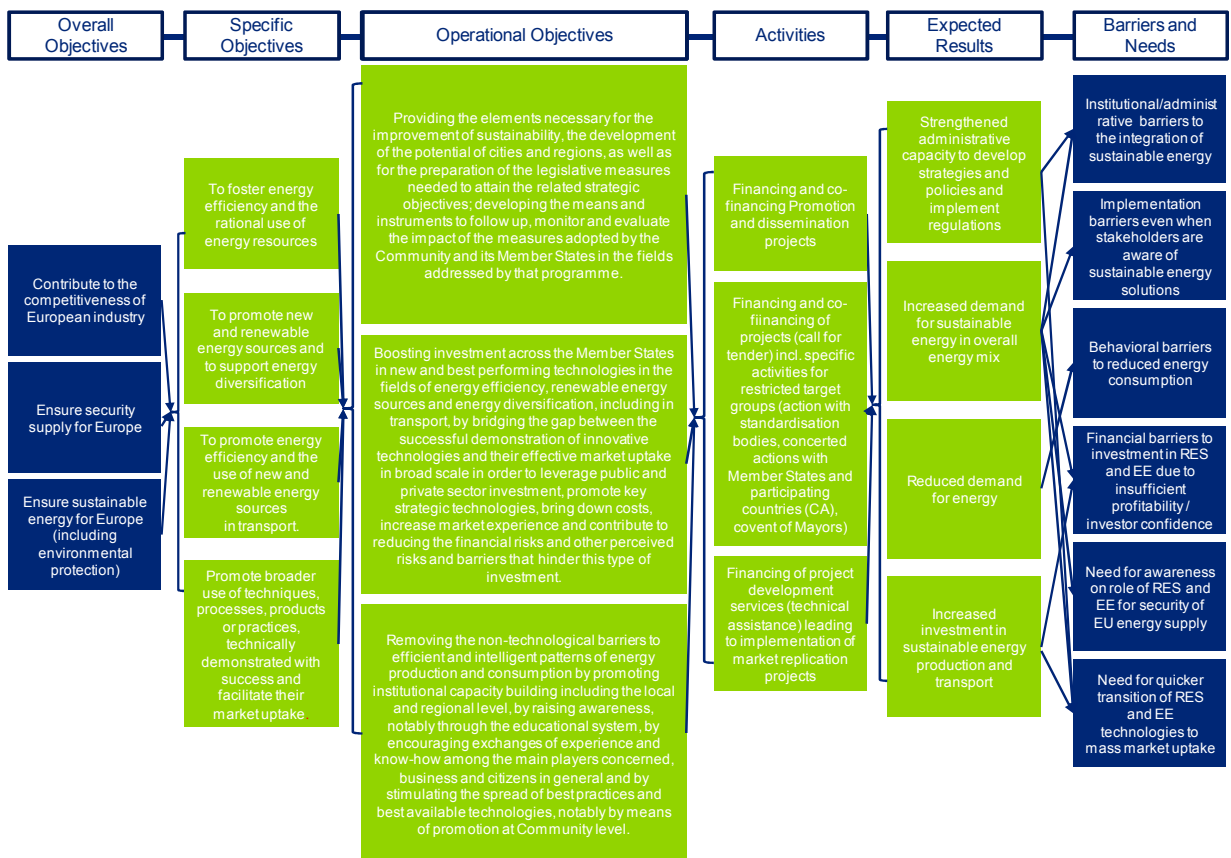 Overall
Objectives
Specific
Objectives
Operational Objectives
Activities
Expected
Results
Barriers and
Needs
Contribute to the
competitiveness of
European industry
Ensure security
supply for Europe
Ensure sustainable
energy for Europe
(including
environmental
protection)
To foster energy
efficiency and the
rational use of
energy resources
To promote new
and renewable
energy sources and
to support energy
diversification
To promote energy
efficiency and the
use of new and
renewable energy
sources
in transport.
Promote broader
use of techniques,
processes, products
or practices,
technically
demonstrated with
success and
facilitate their
market uptake.
Providing the elements necessary for the
improvement of sustainability, the development
of the potential of cities and regions, as well as
for the preparation of the legislative measures
needed to attain the related strategic
objectives; developing the means and
instruments to follow up, monitor and evaluate
the impact of the measures adopted by the
Community and its Member States in the fields
addressed by that programme.
Boosting investment across the Member States
in new and best performing technologies in the
fields of energy efficiency, renewable energy
sources and energy diversification, including in
transport, by bridging the gap between the
successful demonstration of innovative
technologies and their effective market uptake
in broad scale in order to leverage public and
private sector investment, promote key
strategic technologies, bring down costs,
increase market experience and contribute to
reducing the financial risks and other perceived
risks and barriers that hinder this type of
investment.
Removing the non-technological barriers to
efficient and intelligent patterns of energy
production and consumption by promoting
institutional capacity building including the local
and regional level, by raising awareness,
notably through the educational system, by
encouraging exchanges of experience and
know-how among the main players concerned,
business and citizens in general and by
stimulating the spread of best practices and
best available technologies, notably by means
of promotion at Community level.
Financing and co-
financing Promotion
and dissemination
projects
Financing and co-
fiinancing of
projects (call for
tender) incl. specific
activities for
restricted target
groups (action with
standardisation
bodies, concerted
actions with
Member States and
participating
countries (CA),
covent of Mayors)
Financing of project
development
services (technical
assistance) leading
to implementation of
market replication
projects
Strengthened
administrative
capacity to develop
strategies and
policies and
implement
regulations
Increased demand
for sustainable
energy in overall
energy mix
Reduced demand
for energy
Increased
investment in
sustainable energy
production and
transport
Institutional/administ
rative barriers to
the integration of
sustainable energy
Implementation
barriers even when
stakeholders are
aware of
sustainable energy
solutions
Behavioral barriers
to reduced energy
consumption
Financial barriers to
investment in RES
and EE due to
insufficient
profitability /
investor confidence
Need for awareness
on role of RES and
EE for security of
EU energy supply
Need for quicker
transition of RES
and EE
technologies to
mass market uptake